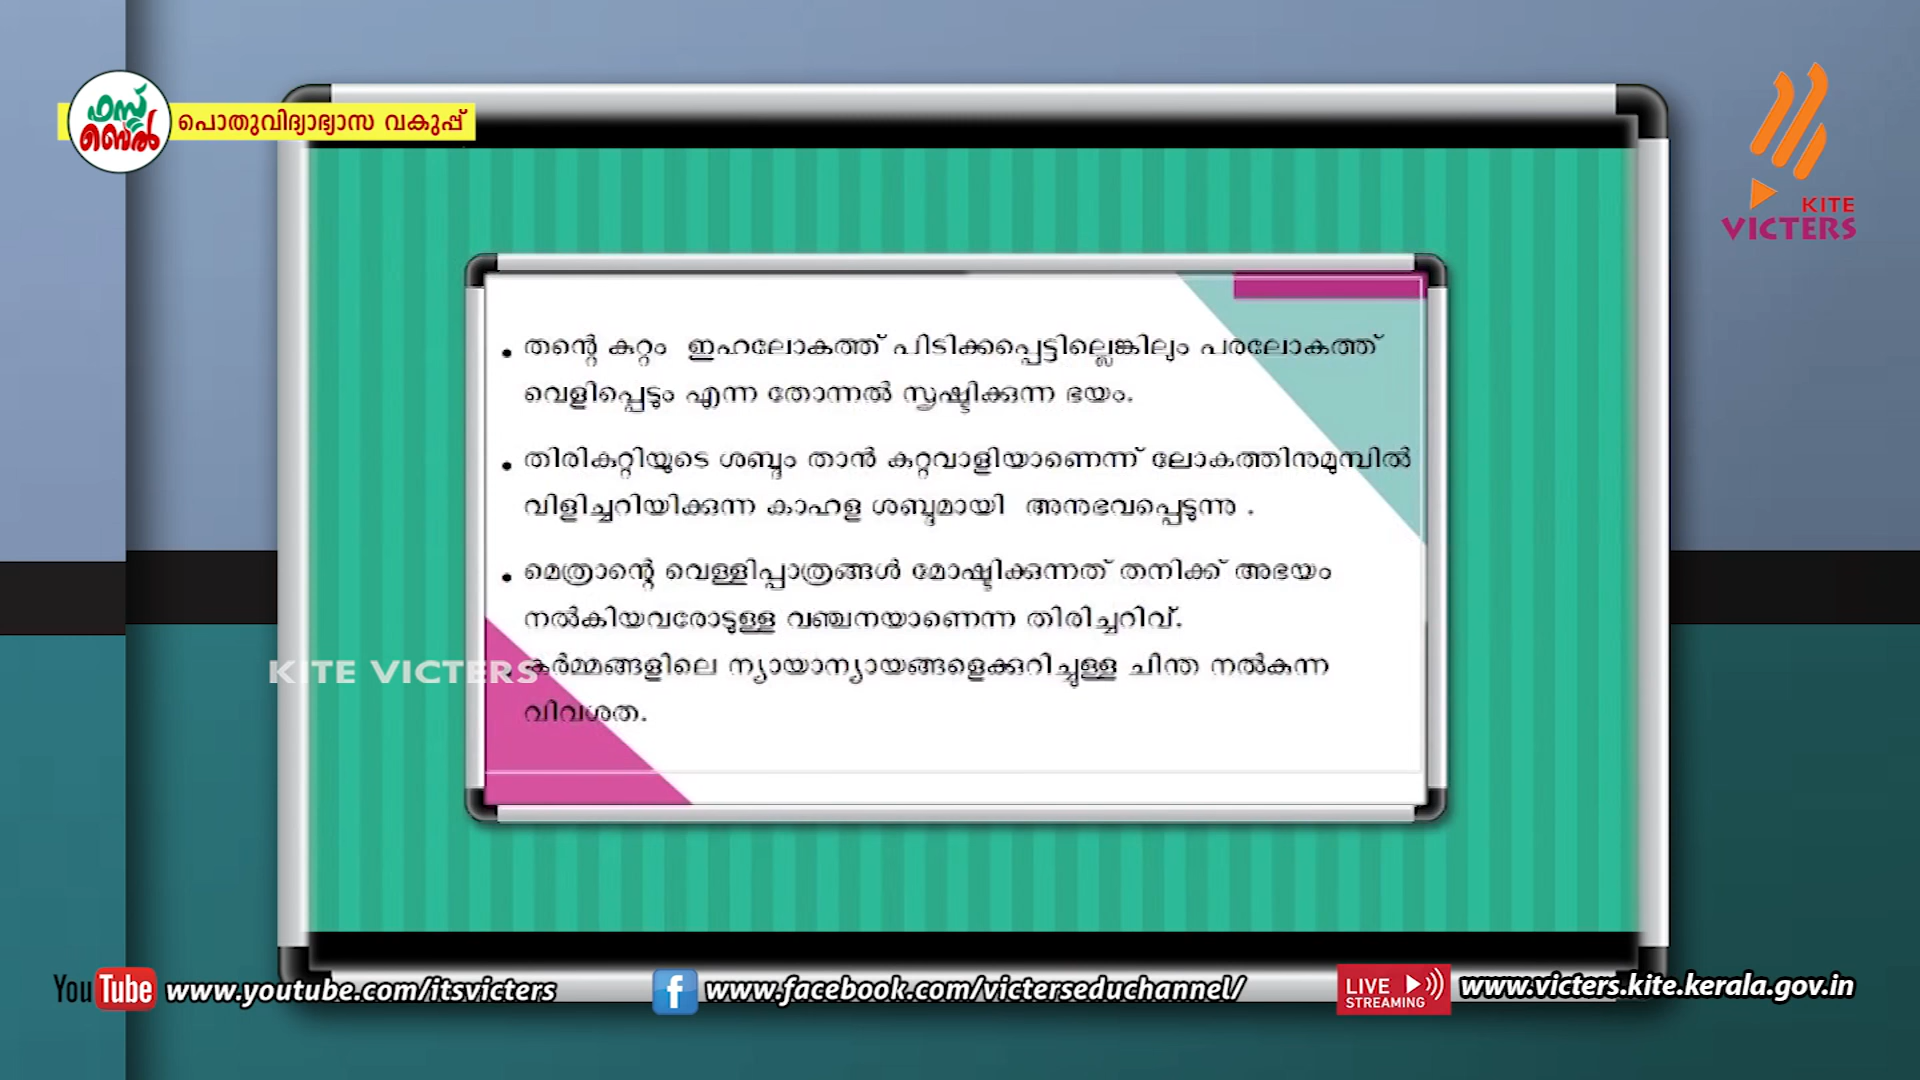 ഫസ്റ്റ്
ബെൽ
പൊതുവിദ്യാഭ്യാസ വകുപ്പ്
KITE
VICTERS
• തന്റെ കുറ്റം ഇഹലോകത്ത് പിടിക്കപ്പെട്ടില്ലെങ്കിലും പരലോകത്ത്
വെളിപ്പെടും എന്ന തോന്നൽ സൃഷ്ടിക്കുന്ന ഭയം.
• തിരികുറ്റിയുടെ ശബ്ദം താൻ കുറ്റവാളിയാണെന്ന് ലോകത്തിനുമുമ്പിൽ
വിളിച്ചറിയിക്കുന്ന കാഹള ശബ്ദമായി അനുഭവപ്പെടുന്നു .
• മെത്രാന്റെ വെള്ളിപ്പാത്രങ്ങൾ മോഷ്ടിക്കുന്നത് തനിക്ക് അഭയം
നൽകിയവരോടുള്ള വഞ്ചനയാണെന്ന തിരിച്ചറിവ്.
KITE VICTERS
കർമ്മങ്ങളിലെ ന്യായാന്യായങ്ങളെക്കുറിച്ചുള്ള ചിന്ത നൽകുന്ന
വിവശത.
YouTube www.youtube.com/itsvicters
f www.facebook.com/victerseduchannel/
LIVE STREAMING www.victers.kite.kerala.gov.in